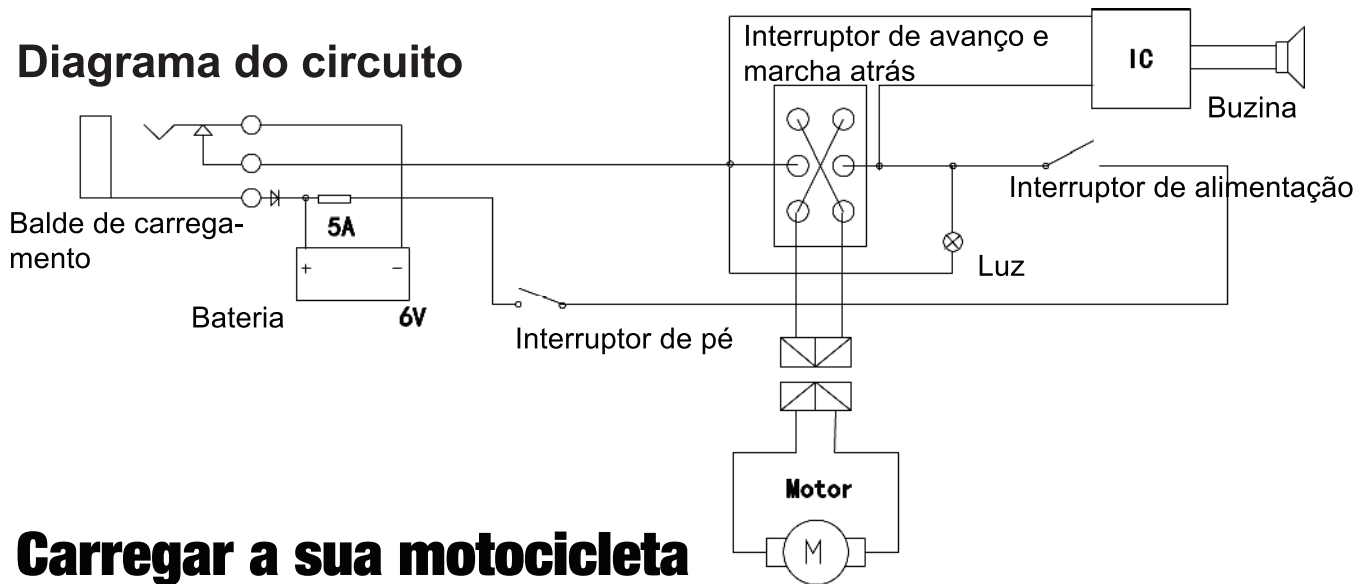 Diagrama do circuito
Interruptor de avanço e
marcha atrás
IC
Buzina
Interruptor de alimentação
Balde de carrega-
mento
5A
+ -
Bateria
6V
Luz
Interruptor de pé
Motor
M
Carregar a sua motocicleta